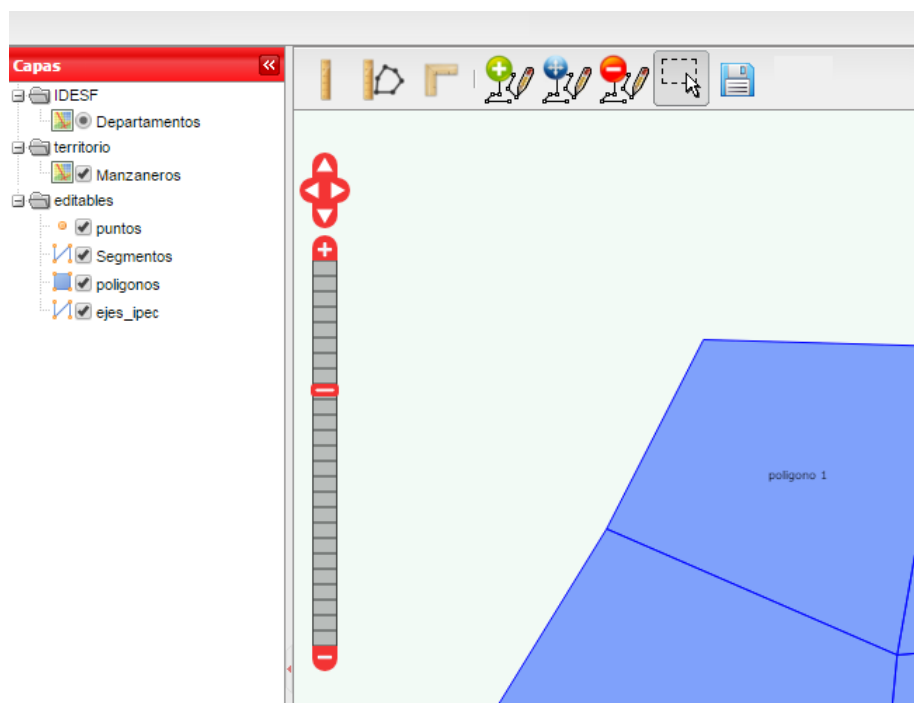 Capas
IDESF
Departamentos
territorio
Manzaneros
editables
puntos
Segmentos
poligonos
ejes_ipec
poligono 1